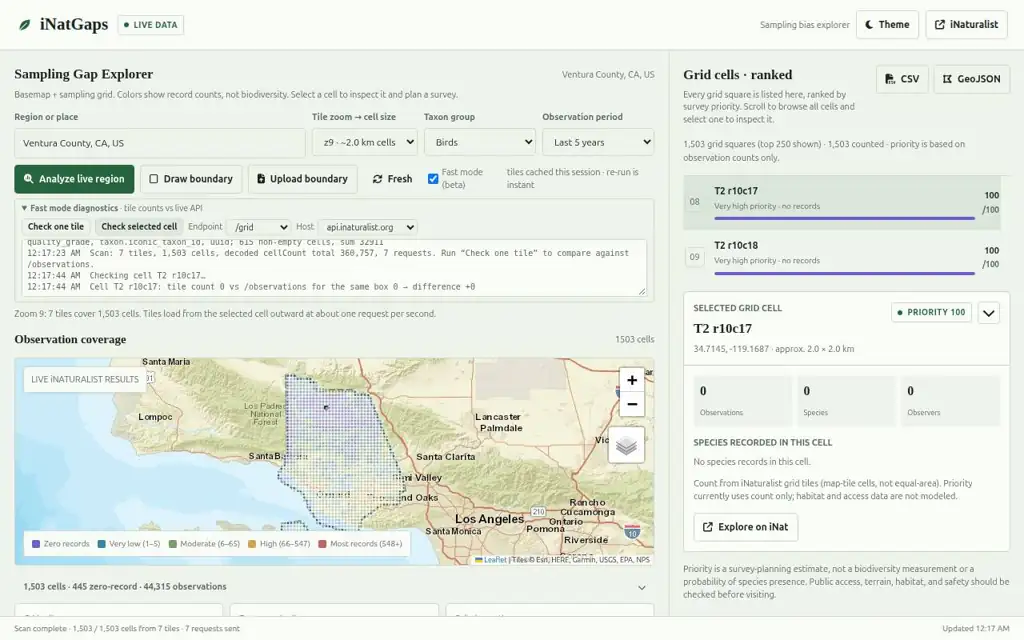 iNatGaps
LIVE DATA
Sampling bias explorer
Theme
iNaturalist
Sampling Gap Explorer
Ventura County, CA, US
Basemap + sampling grid. Colors show record counts, not biodiversity. Select a cell to inspect it and plan a survey.
Region or place
Tile zoom → cell size
Taxon group
Observation period
Ventura County, CA, US
z9 · ~2.0 km cells
Birds
Last 5 years
Analyze live region
Draw boundary
Upload boundary
Fresh
Fast mode (beta)
tiles cached this session · re-run is instant
▼ Fast mode diagnostics · tile counts vs live API
Check one tile
Check selected cell
Endpoint
/grid
Host
api.inaturalist.org
quality_grade, taxon.iconic_taxon_id, uuid; 615 non-empty cells, sum 32911
12:17:23 AM Scan: 7 tiles, 1,503 cells, decoded cellCount total 360,757, 7 requests. Run "Check one tile" to compare against
/observations.
12:17:44 AM Checking cell T2 r10c17…
12:17:44 AM Cell T2 r10c17: tile count 0 vs /observations for the same box 0 → difference +0
Zoom 9: 7 tiles cover 1,503 cells. Tiles load from the selected cell outward at about one request per second.
Observation coverage
1503 cells
LIVE iNATURALIST RESULTS
Santa Maria
Lompoc
Los Padres
National
Forest
Lancaster
Palmdale
Santa B
Santa Clarita
mi Valley
nd Oaks
Los Angeles
Santa Monica
210
Rancho
Cucamonga
Ontario
Pomona
Riverside
10
+
−
Zero records
Very low (1–5)
Moderate (6–65)
High (66–547)
Most records (548+)
Leaflet | Tiles © Esri, HERE, Garmin, USGS, EPA, NPS
1,503 cells · 445 zero-record · 44,315 observations
Scan complete · 1,503 / 1,503 cells from 7 tiles · 7 requests sent
Grid cells · ranked
CSV
GeoJSON
Every grid square is listed here, ranked by
survey priority. Scroll to browse all cells and
select one to inspect it.
1,503 grid squares (top 250 shown) · 1,503 counted · priority is based on
observation counts only.
08
T2 r10c17
Very high priority · no records
100
/100
09
T2 r10c18
Very high priority · no records
100
/100
SELECTED GRID CELL
PRIORITY 100
T2 r10c17
34.7145, -119.1687 · approx. 2.0 × 2.0 km
0
Observations
0
Species
0
Observers
SPECIES RECORDED IN THIS CELL
No species records in this cell.
Count from iNaturalist grid tiles (map-tile cells, not equal-area). Priority
currently uses count only; habitat and access data are not modeled.
Explore on iNat
Priority is a survey-planning estimate, not a biodiversity measurement or a
probability of species presence. Public access, terrain, habitat, and safety should be
checked before visiting.
Updated 12:17 AM